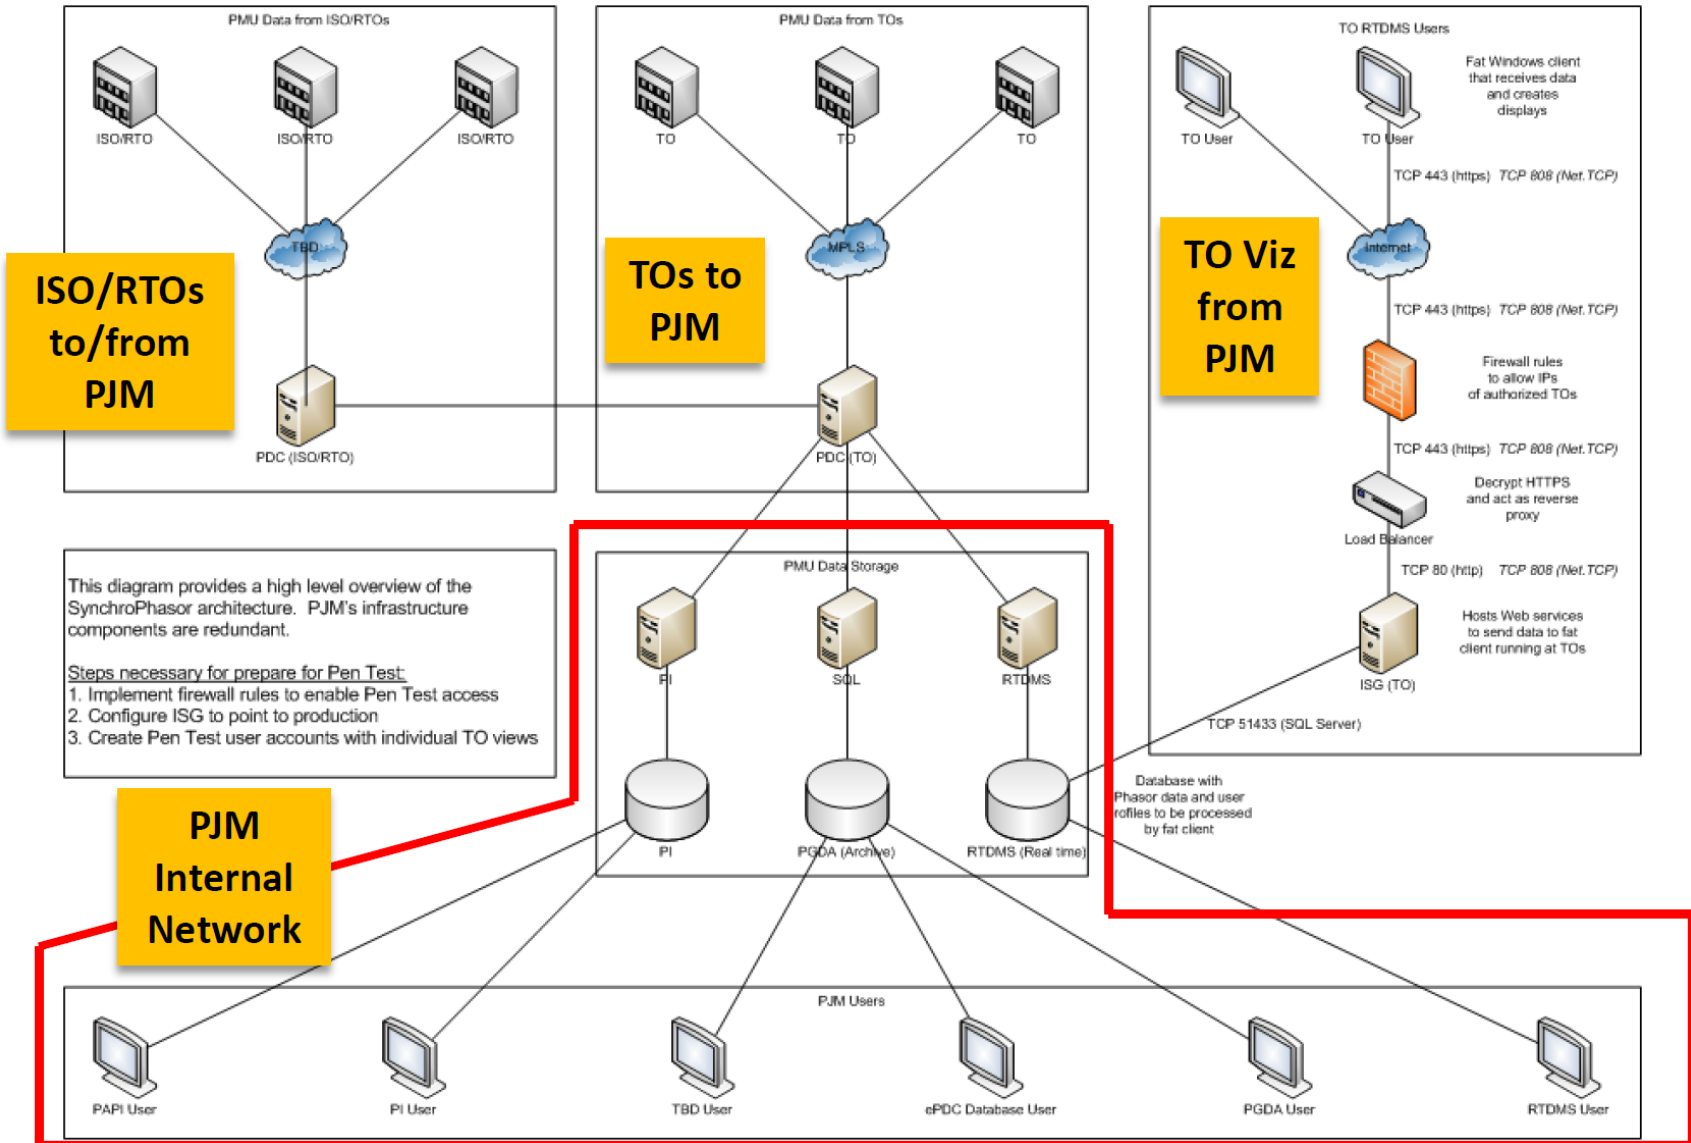 PMU Data from ISO/RTOs
ISO/RTO
ISO/RTO
ISO/RTO
TBD
ISO/RTOs
to/from
PJM
PDC (ISO/RTO)
PMU Data from TOs
TO
TO
TO
MPLS
TOs to
PJM
PDC (TO)
TO RTDMS Users
Fat Windows client
that receives data
and creates
displays
TO User
TO User
TCP 443 (https) TCP 808 (Net.TCP)
Internet
TO Viz
from
PJM
TCP 443 (https) TCP 808 (Net.TCP)
Firewall rules
to allow IPs
of authorized TOs
TCP 443 (https) TCP 808 (Net.TCP)
Decrypt HTTPS
and act as reverse
proxy
Load Balancer
TCP 80 (http) TCP 808 (Net.TCP)
Hosts Web services
to send data to fat
client running at TOs
ISG (TO)
TCP 51433 (SQL Server)
This diagram provides a high level overview of the
SynchroPhasor architecture. PJM's infrastructure
components are redundant.
Steps necessary for prepare for Pen Test:
1. Implement firewall rules to enable Pen Test access
2. Configure ISG to point to production
3. Create Pen Test user accounts with individual TO views
PMU Data Storage
PI
SQL
RTDMS
PI
PGDA (Archive)
RTDMS (Real time)
Database with
Phasor data and user
rofiles to be processed
by fat client
PJM
Internal
Network
PJM Users
PAPI User
PI User
TBD User
ePDC Database User
PGDA User
RTDMS User